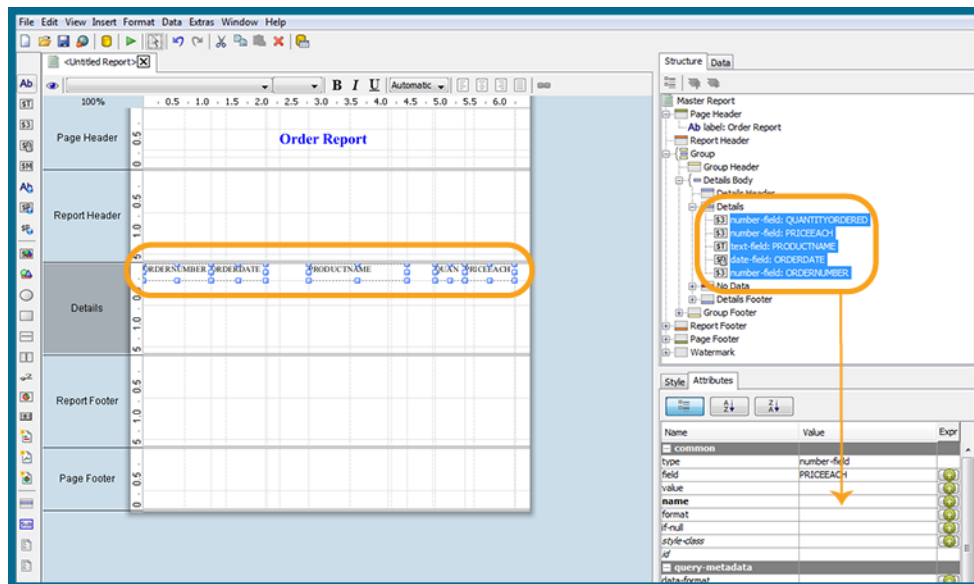 File Edit View Insert Format Data Extras Window Help
<Untitled Report>
Ab
B I U Automatic
100%
0.5 1.0 1.5 2.0 2.5 3.0 3.5 4.0 4.5 5.0 5.5 6.0
Page Header
Order Report
Report Header
ORDERNUMBER ORDERDATE PRODUCTNAME QUAN PRICEEACH
Details
Report Footer
Page Footer
Structure Data
Master Report
Page Header
Ab label: Order Report
Report Header
Group
Group Header
Details Body
Details Header
Details
number-field: QUANTITYORDERED
number-field: PRICEEACH
text-field: PRODUCTNAME
date-field: ORDERDATE
number-field: ORDERNUMBER
No Data
Details Footer
Group Footer
Report Footer
Page Footer
Watermark
Style Attributes
Name Value Expr
common
type number-field
field PRICEEACH
value
name
format
if-null
style-class
id
query-metadata
data-format